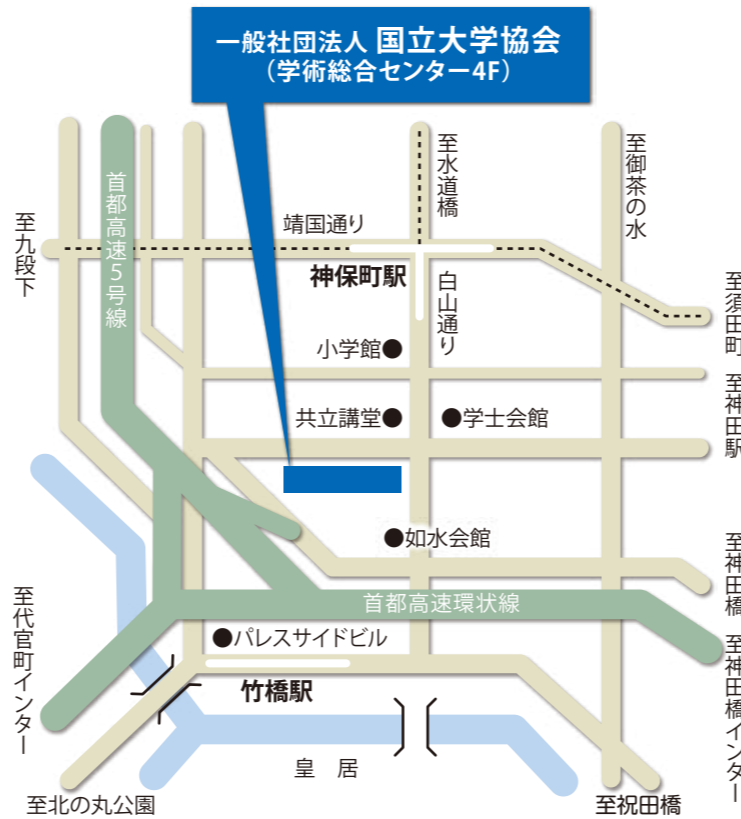 一般社団法人 国立大学協会
（学術総合センター4F）
至水道橋
至御茶の水
首都高速5号線
至九段下
靖国通り
神保町駅
白山通り
至須田町
小学館●
至神田駅
共立講堂●
●学士会館
●如水会館
至神田橋
首都高速環状線
至代官町インター
●パレスサイドビル
至神田橋インター
竹橋駅
皇 居
至北の丸公園
至祝田橋